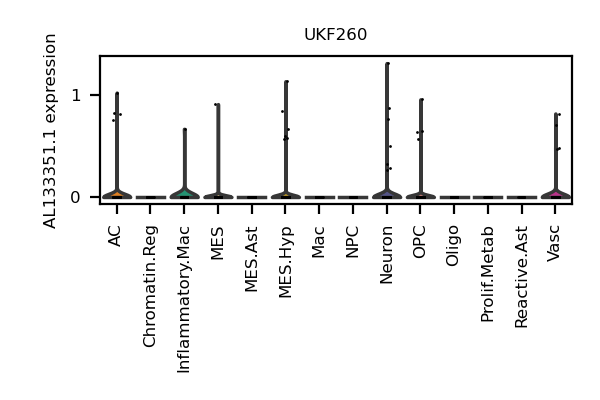 UKF260
AL133351.1 expression
1
0
AC
Chromatin.Reg
Inflammatory.Mac
MES
MES.Ast
MES.Hyp
Mac
NPC
Neuron
OPC
Oligo
Prolif.Metab
Reactive.Ast
Vasc